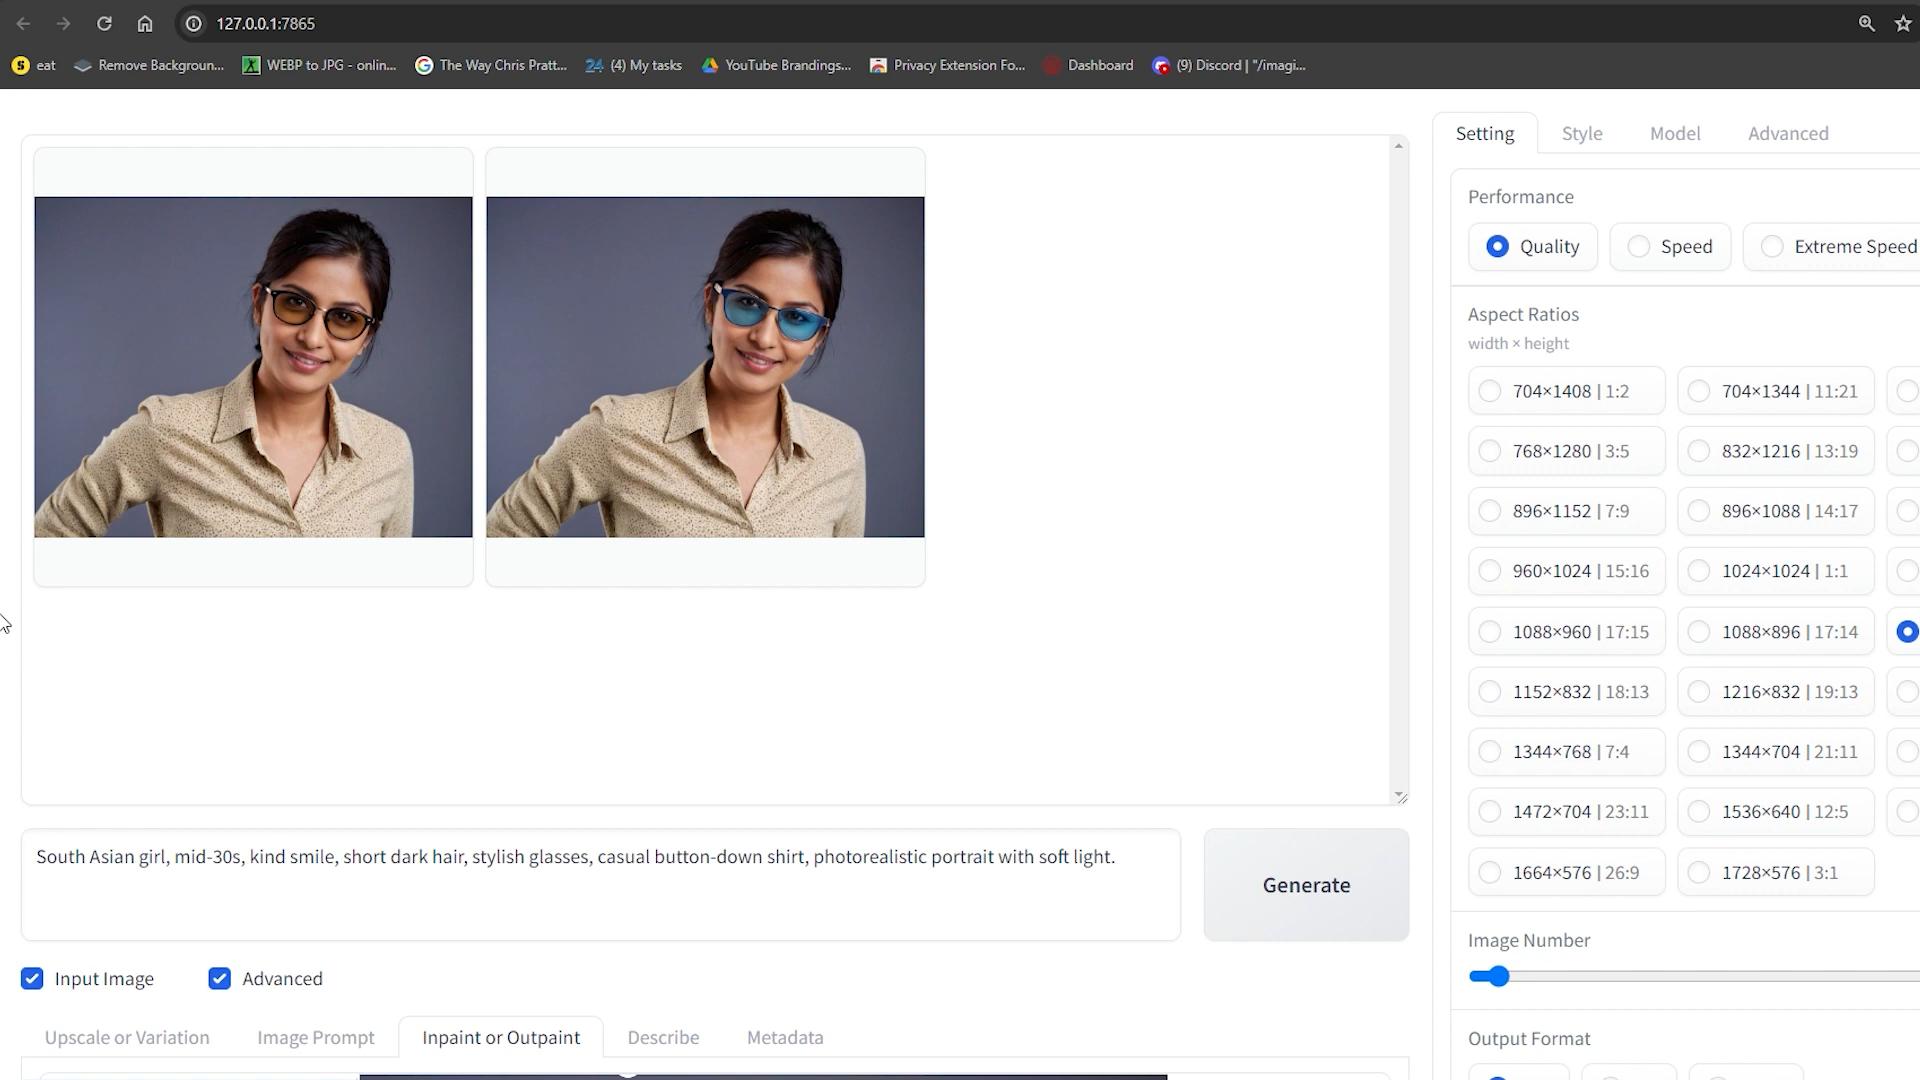 127.0.0.1:7865
eat
Remove Backgroun...
WEBP to JPG - onlin...
The Way Chris Pratt...
24 (4) My tasks
YouTube Brandings...
Privacy Extension Fo...
Dashboard
(9) Discord | "/imagi...
Setting Style Model Advanced
Performance
Quality Speed Extreme Speed
Aspect Ratios
width × height
704×1408 | 1:2 704×1344 | 11:21
768×1280 | 3:5 832×1216 | 13:19
896×1152 | 7:9 896×1088 | 14:17
960×1024 | 15:16 1024×1024 | 1:1
1088×960 | 17:15 1088×896 | 17:14
1152×832 | 18:13 1216×832 | 19:13
1344×768 | 7:4 1344×704 | 21:11
1472×704 | 23:11 1536×640 | 12:5
1664×576 | 26:9 1728×576 | 3:1
Image Number
Output Format
South Asian girl, mid-30s, kind smile, short dark hair, stylish glasses, casual button-down shirt, photorealistic portrait with soft light.
Generate
Input Image Advanced
Upscale or Variation Image Prompt Inpaint or Outpaint Describe Metadata